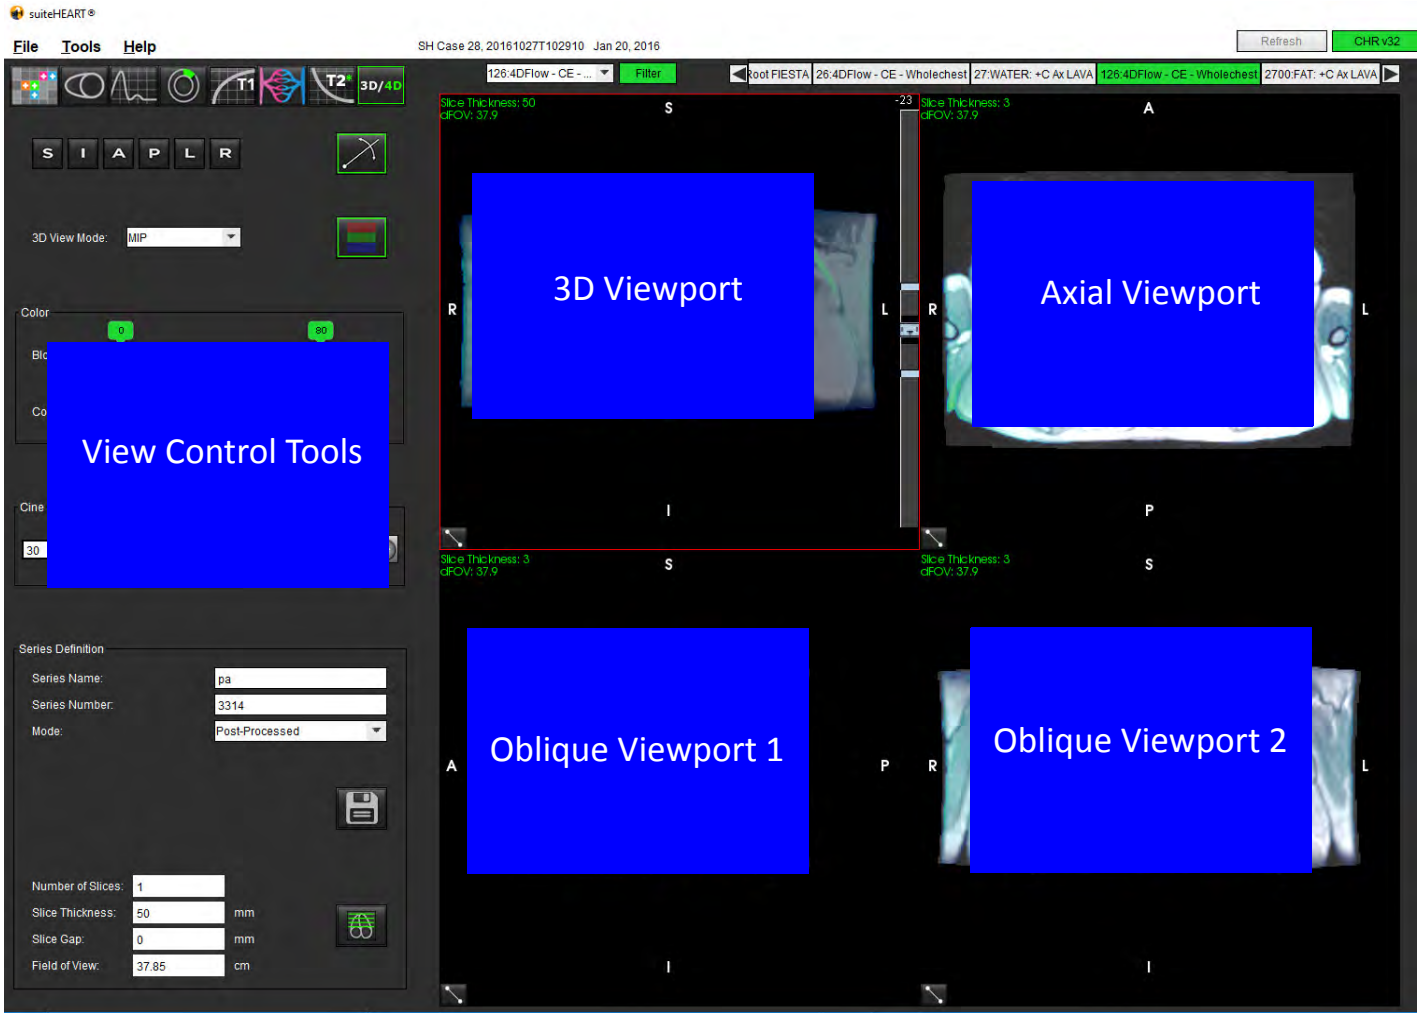 suiteHEART®
File Tools Help
SH Case 28, 20161027T102910 Jan 20, 2016
Refresh
CHR v32
T1
T2*
3D/4D
126:4DFlow - CE - ...
Filter
Root FIESTA
26:4DFlow - CE - Wholechest
27:WATER: +C Ax LAVA
126:4DFlow - CE - Wholechest
2700:FAT: +C Ax LAVA
S I A P L R
3D View Mode: MIP
Color
0
80
View Control Tools
Cine
30
Series Definition
Series Name: pa
Series Number: 3314
Mode: Post-Processed
Number of Slices: 1
Slice Thickness: 50 mm
Slice Gap: 0 mm
Field of View: 37.85 cm
Slice Thickness: 50
dFOV: 37.9
S
-23
R
3D Viewport
L
I
Slice Thickness: 3
dFOV: 37.9
A
R
Axial Viewport
L
P
Slice Thickness: 3
dFOV: 37.9
S
A
Oblique Viewport 1
P
I
Slice Thickness: 3
dFOV: 37.9
S
R
Oblique Viewport 2
L
I